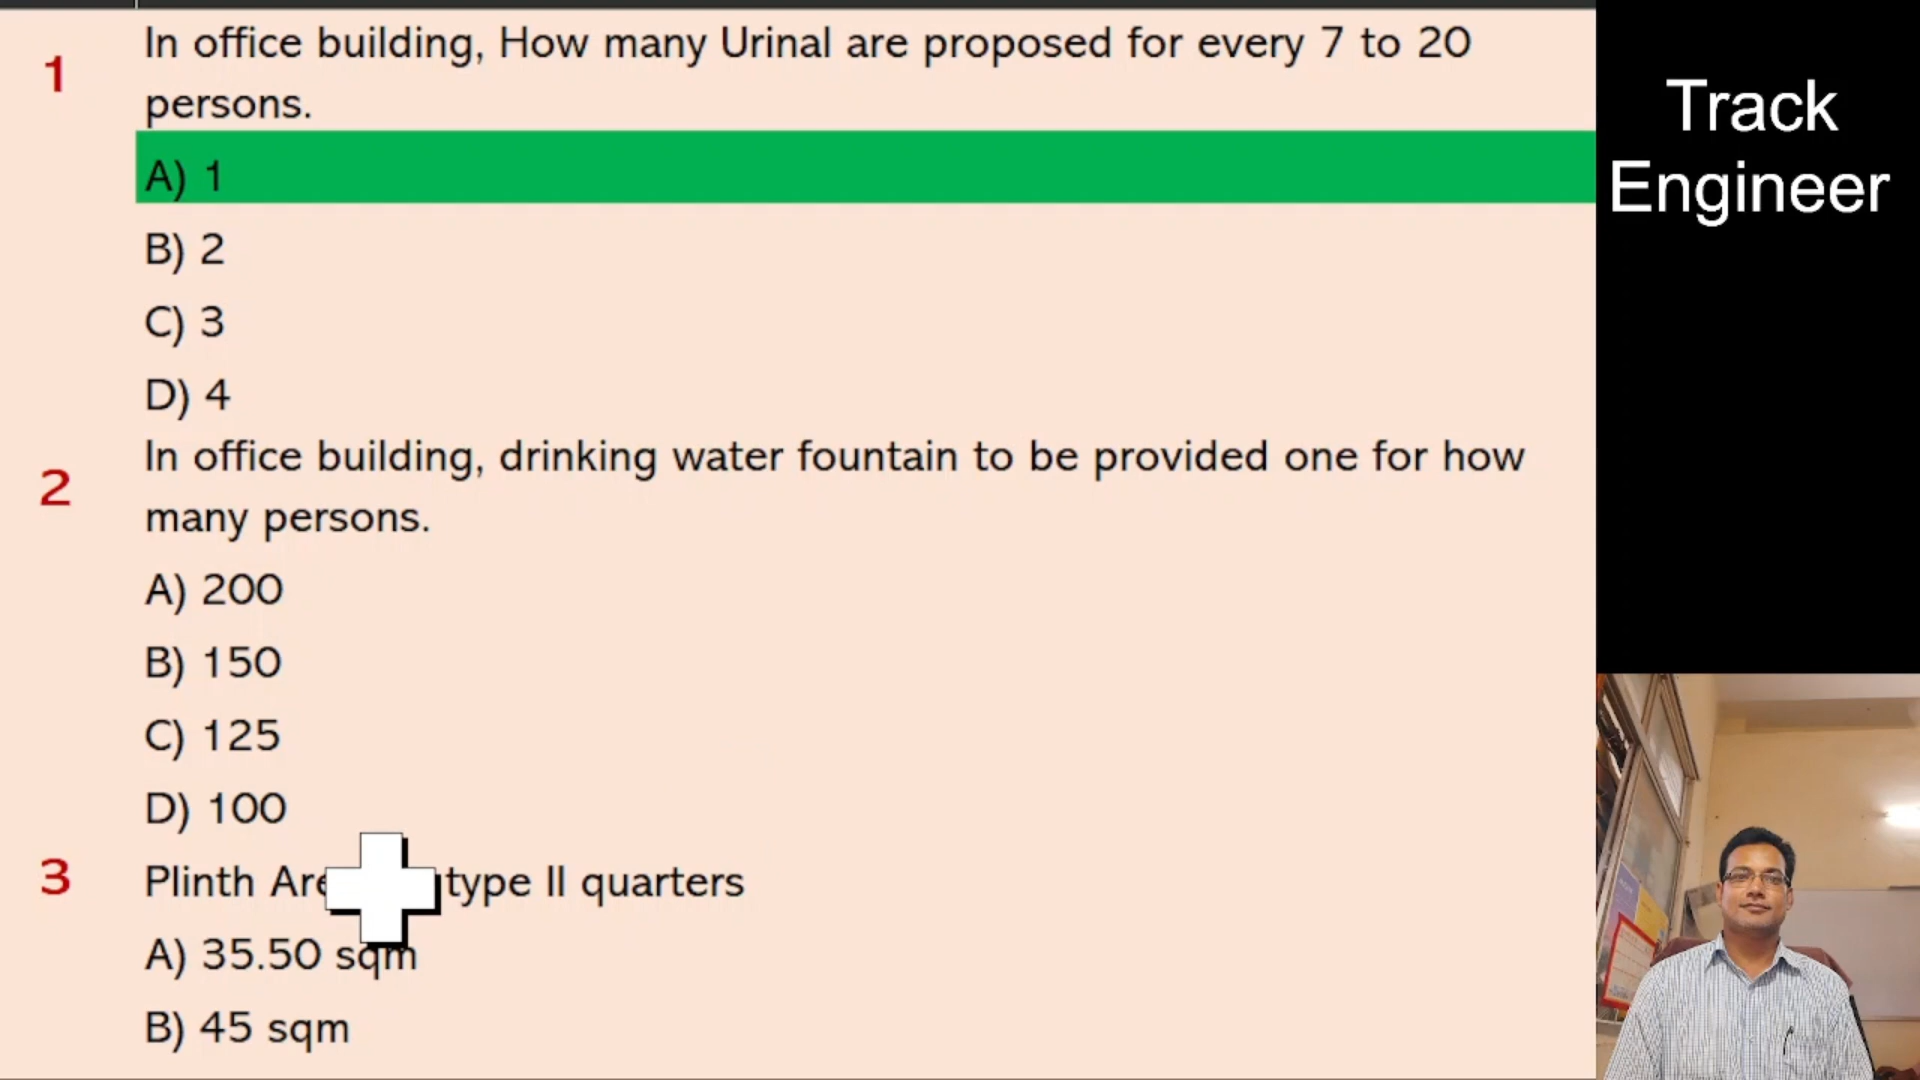 1
In office building, How many Urinal are proposed for every 7 to 20
persons.
A) 1
B) 2
C) 3
D) 4
2
In office building, drinking water fountain to be provided one for how
many persons.
A) 200
B) 150
C) 125
D) 100
3
Plinth type II quarters
A) 35.50 sqm
B) 45 sqm
Track
Engineer